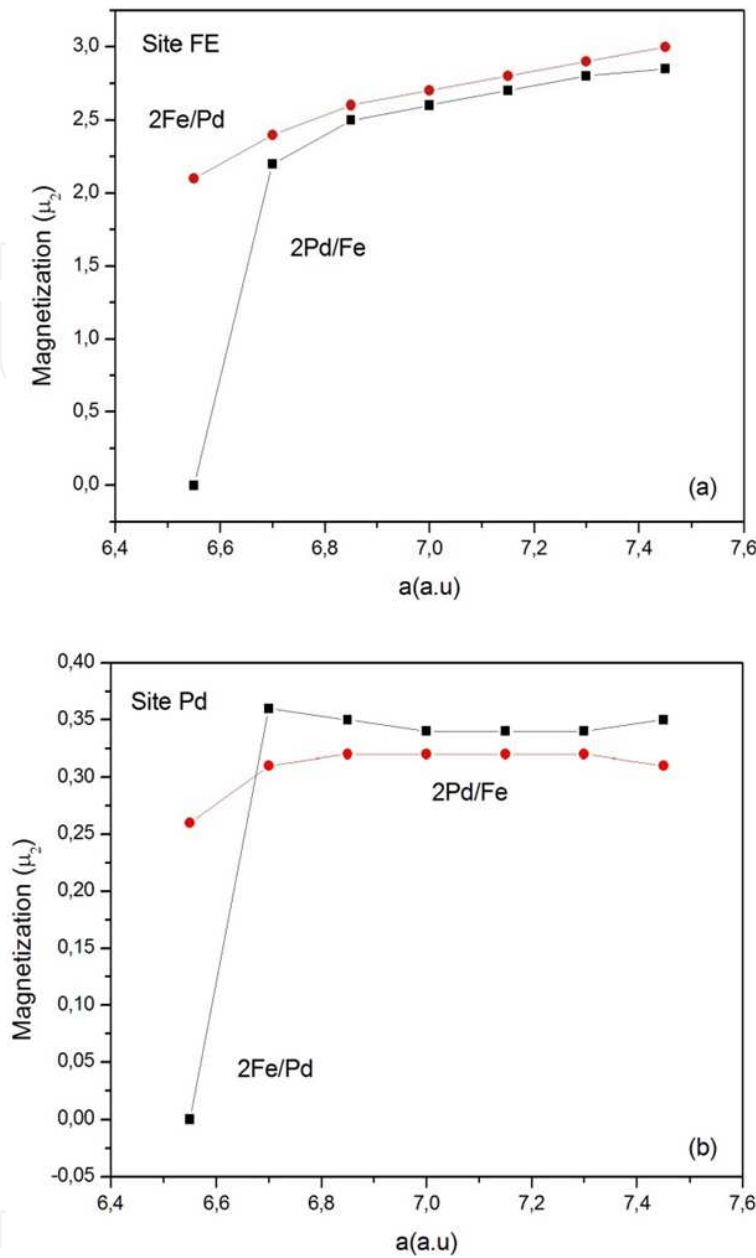 Site FE
3,0
2,5
2,0
1,5
1,0
0,5
0,0
Magnetization (μ₂)
2Fe/Pd
2Pd/Fe
(a)
6,4 6,6 6,8 7,0 7,2 7,4 7,6
a(a.u)
Site Pd
0,40
0,35
0,30
0,25
0,20
0,15
0,10
0,05
0,00
-0,05
Magnetization (μ₂)
2Pd/Fe
2Fe/Pd
(b)
6,4 6,6 6,8 7,0 7,2 7,4 7,6
a(a.u)